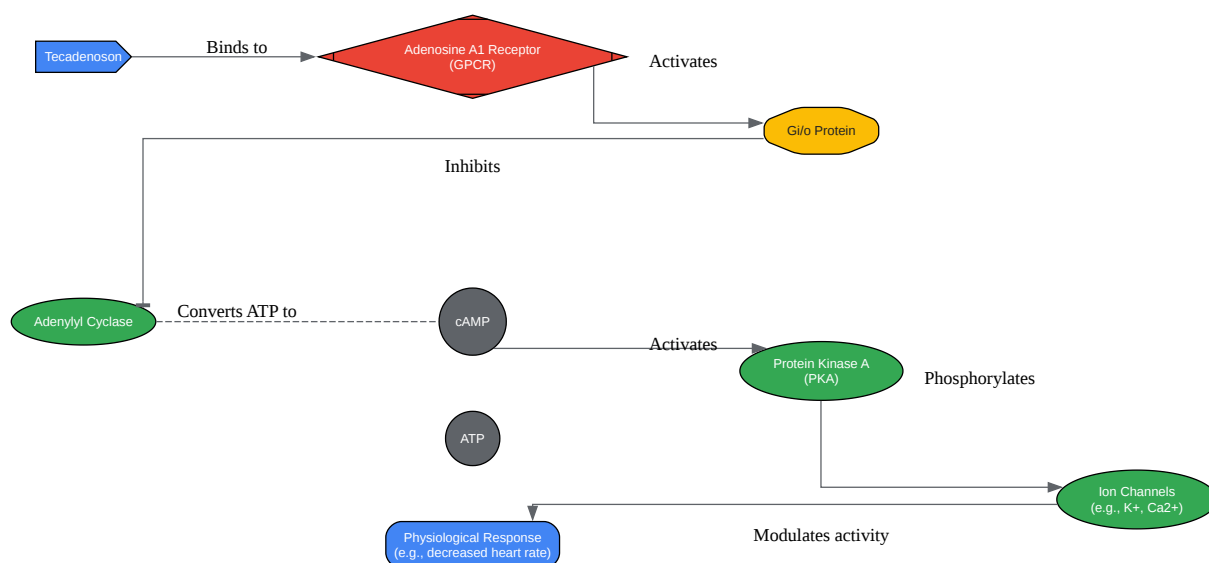 Tecadenoson
Binds to
Adenosine A1 Receptor
(GPCR)
Activates
Gi/o Protein
Inhibits
Adenylyl Cyclase
Converts ATP to
cAMP
Activates
Protein Kinase A
(PKA)
Phosphorylates
ATP
Ion Channels
(e.g., K+, Ca2+)
Modulates activity
Physiological Response
(e.g., decreased heart rate)